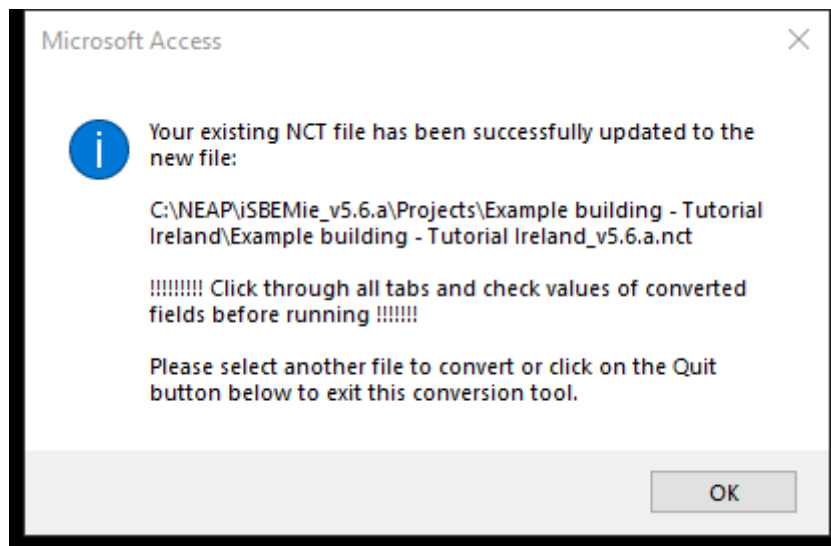 Microsoft Access
Your existing NCT file has been successfully updated to the
new file:
C:\NEAP\iSBEMie_v5.6.a\Projects\Example building - Tutorial
Ireland\Example building - Tutorial Ireland_v5.6.a.nct
!!!!!!!!! Click through all tabs and check values of converted
fields before running !!!!!!!
Please select another file to convert or click on the Quit
button below to exit this conversion tool.
OK